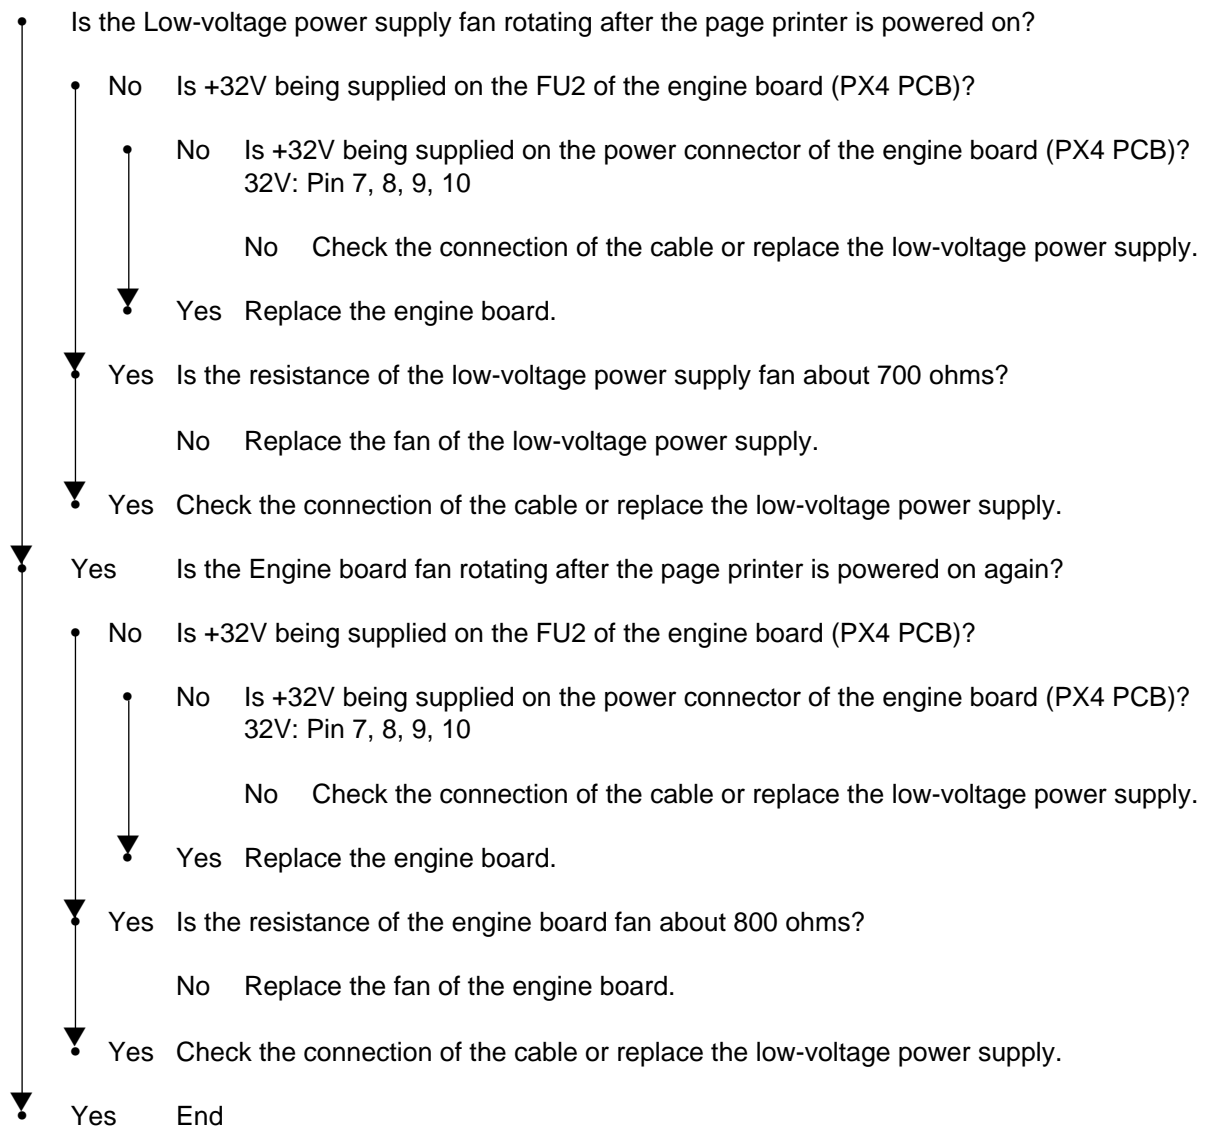 Is the Low-voltage power supply fan rotating after the page printer is powered on?
No Is +32V being supplied on the FU2 of the engine board (PX4 PCB)?
No Is +32V being supplied on the power connector of the engine board (PX4 PCB)?
32V: Pin 7, 8, 9, 10
No Check the connection of the cable or replace the low-voltage power supply.
Yes Replace the engine board.
Yes Is the resistance of the low-voltage power supply fan about 700 ohms?
No Replace the fan of the low-voltage power supply.
Yes Check the connection of the cable or replace the low-voltage power supply.
Yes Is the Engine board fan rotating after the page printer is powered on again?
No Is +32V being supplied on the FU2 of the engine board (PX4 PCB)?
No Is +32V being supplied on the power connector of the engine board (PX4 PCB)?
32V: Pin 7, 8, 9, 10
No Check the connection of the cable or replace the low-voltage power supply.
Yes Replace the engine board.
Yes Is the resistance of the engine board fan about 800 ohms?
No Replace the fan of the engine board.
Yes Check the connection of the cable or replace the low-voltage power supply.
Yes End